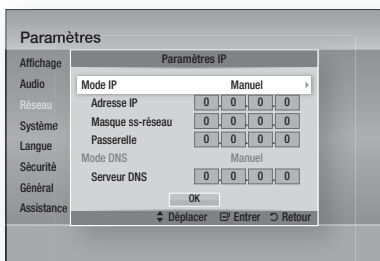 Paramètres
Affichage
Audio
Réseau
Système
Langue
Sécurité
Général
Assistance
Paramètres IP
Mode IP Manuel
Adresse IP 0 . 0 . 0 . 0
Masque ss-réseau 0 . 0 . 0 . 0
Passerelle 0 . 0 . 0 . 0
Mode DNS Manuel
Serveur DNS 0 . 0 . 0 . 0
OK
Déplacer Entrer Retour